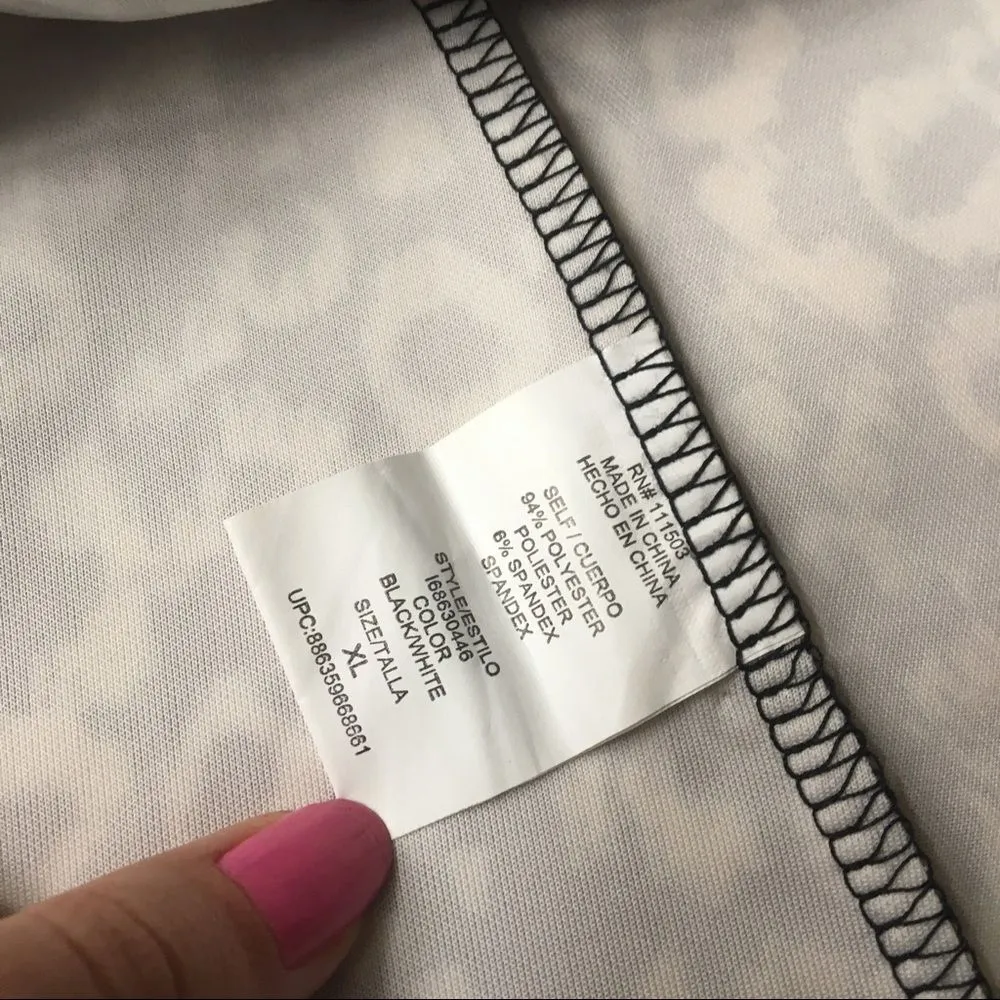 RN# 111503
MADE IN CHINA
HECHO EN CHINA
SELF / CUERPO
94% POLYESTER
POLIESTER
6% SPANDEX
SPANDEX
STYLE/ESTILO
I68630446
COLOR
BLACK/WHITE
SIZE/TALLA
XL
UPC:886359668661